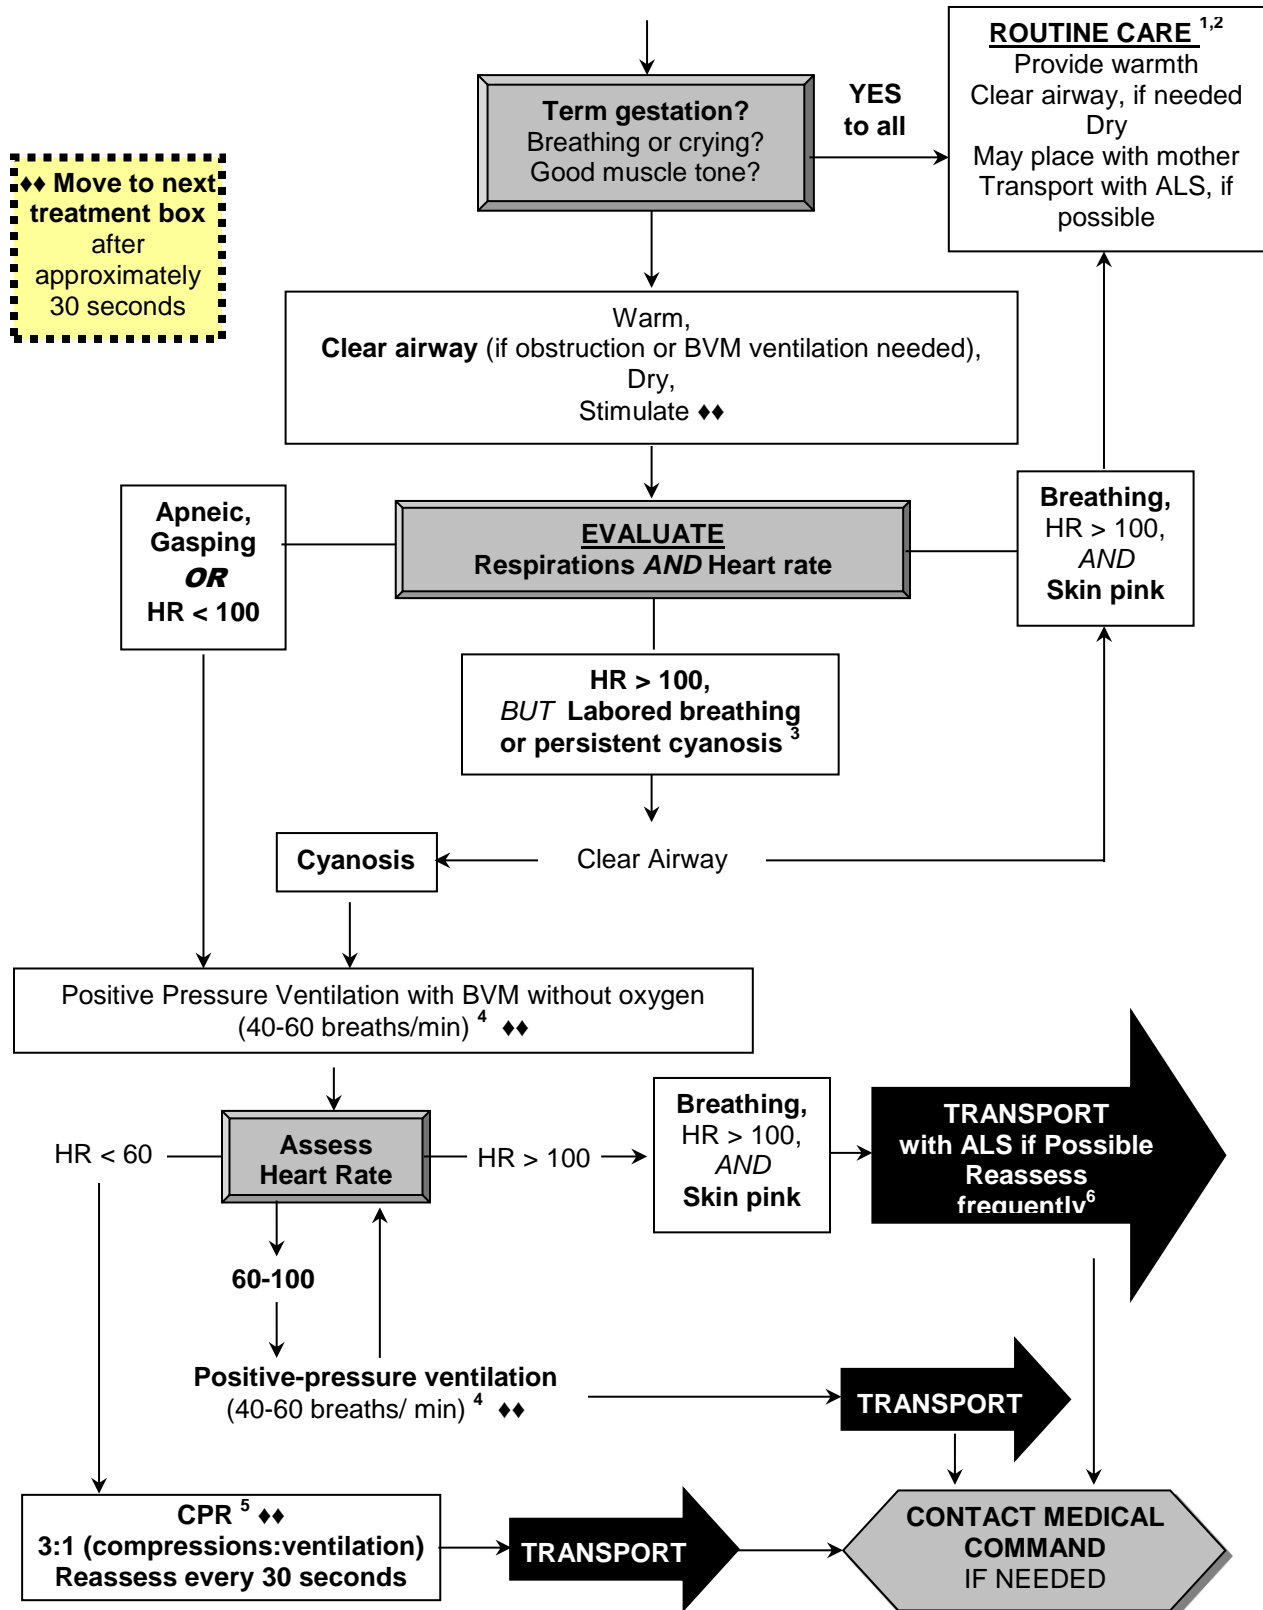 Term gestation?
Breathing or crying?
Good muscle tone?
YES
to all
ROUTINE CARE 1,2
Provide warmth
Clear airway, if needed
Dry
May place with mother
Transport with ALS, if
possible
♦♦ Move to next
treatment box
after
approximately
30 seconds
Warm,
Clear airway (if obstruction or BVM ventilation needed),
Dry,
Stimulate ♦♦
Apneic,
Gasping
OR
HR < 100
EVALUATE
Respirations AND Heart rate
Breathing,
HR > 100,
AND
Skin pink
HR > 100,
BUT Labored breathing
or persistent cyanosis 3
Cyanosis
Clear Airway
Positive Pressure Ventilation with BVM without oxygen
(40-60 breaths/min) 4 ♦♦
HR < 60
Assess
Heart Rate
HR > 100
Breathing,
HR > 100,
AND
Skin pink
TRANSPORT
with ALS if Possible
Reassess
frequently6
60-100
Positive-pressure ventilation
(40-60 breaths/ min) 4 ♦♦
TRANSPORT
CPR 5 ♦♦
3:1 (compressions:ventilation)
Reassess every 30 seconds
TRANSPORT
CONTACT MEDICAL
COMMAND
IF NEEDED